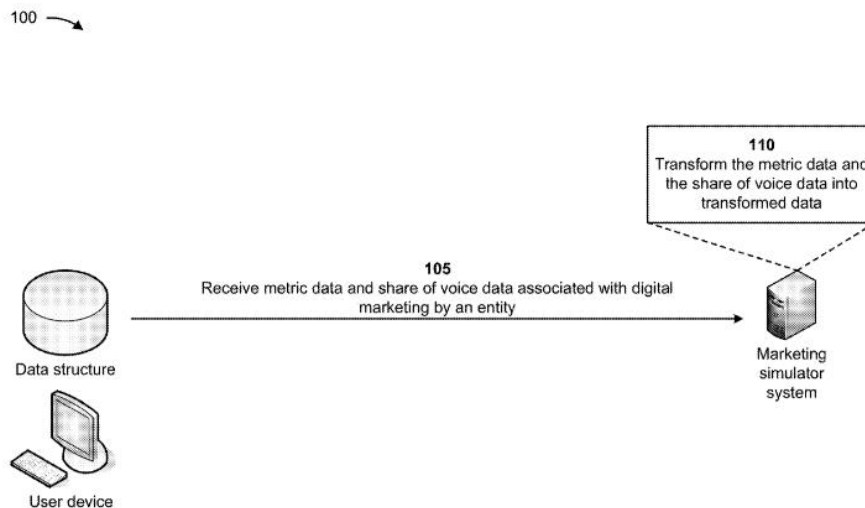 100
110
Transform the metric data and
the share of voice data into
transformed data
105
Receive metric data and share of voice data associated with digital
marketing by an entity
Data structure
Marketing
simulator
system
User device